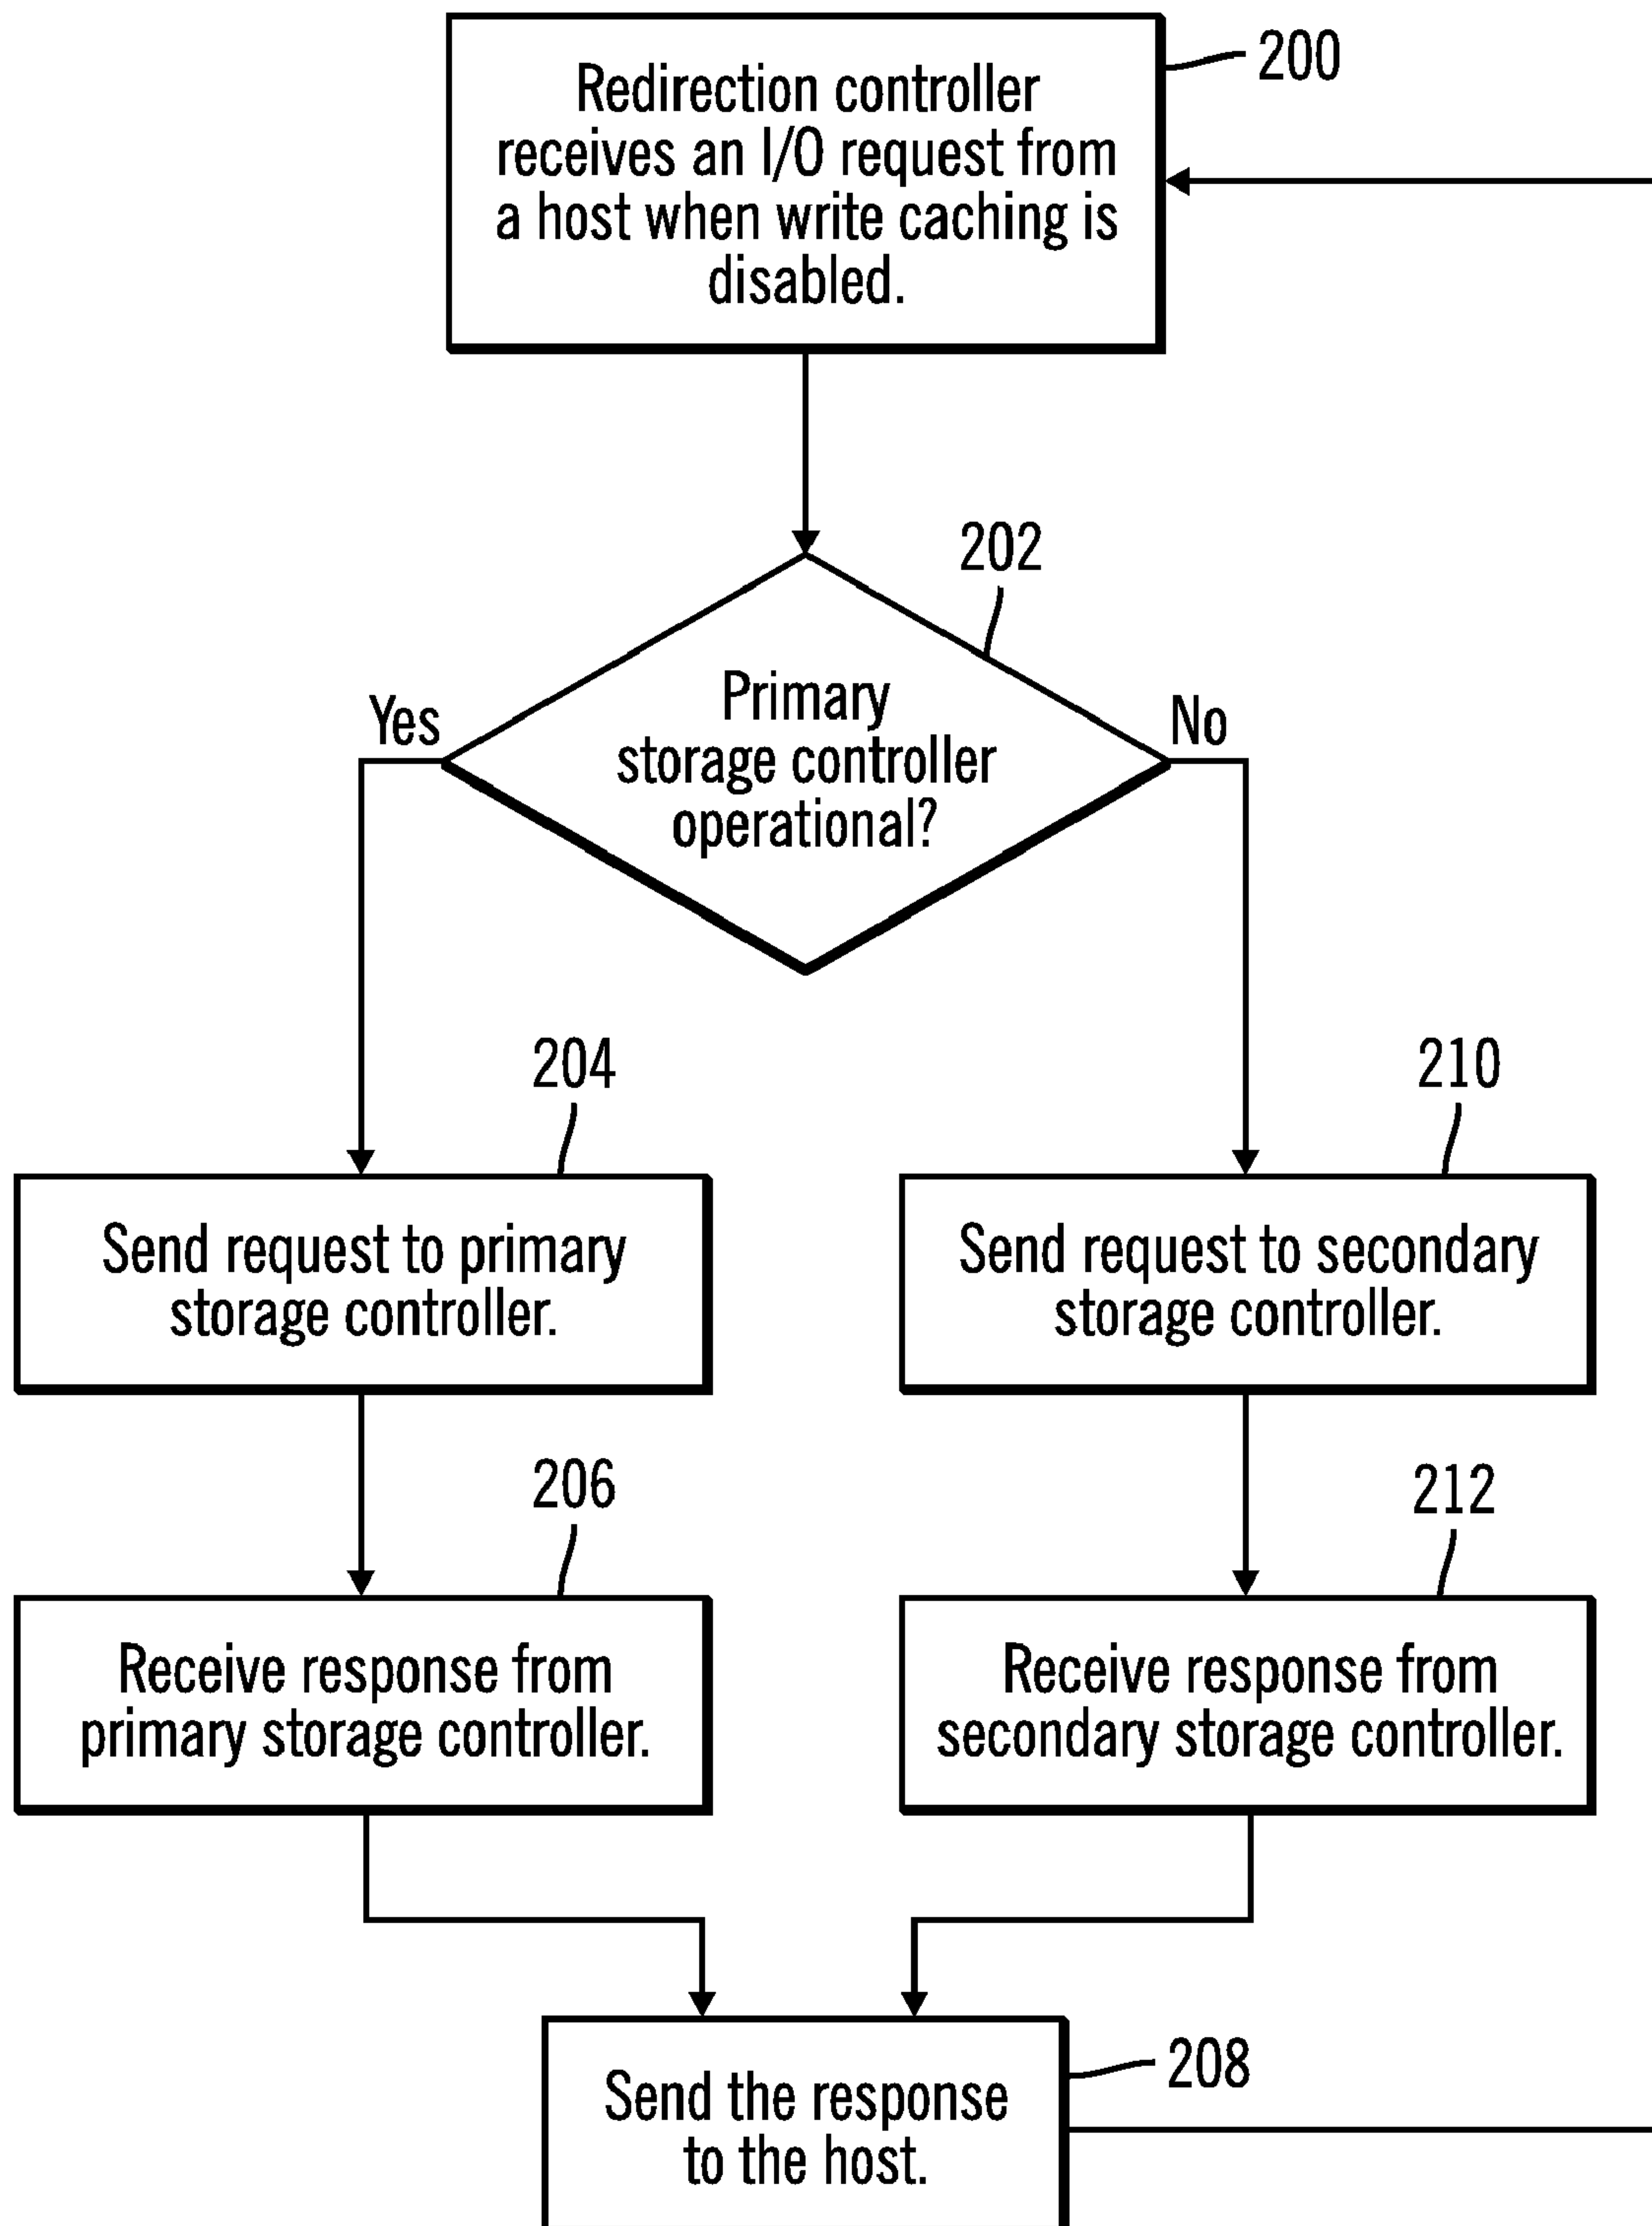 200
Redirection controller
receives an I/O request from
a host when write caching is
disabled.
202
Yes
No
Primary
storage controller
operational?
204
210
Send request to primary
storage controller.
Send request to secondary
storage controller.
206
212
Receive response from
primary storage controller.
Receive response from
secondary storage controller.
208
Send the response
to the host.